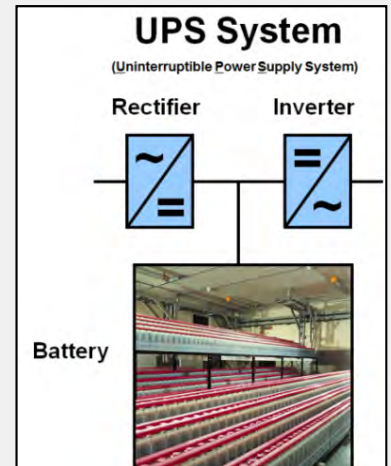 UPS System
(Uninterruptible Power Supply System)
Rectifier Inverter
~ = = ~
Battery